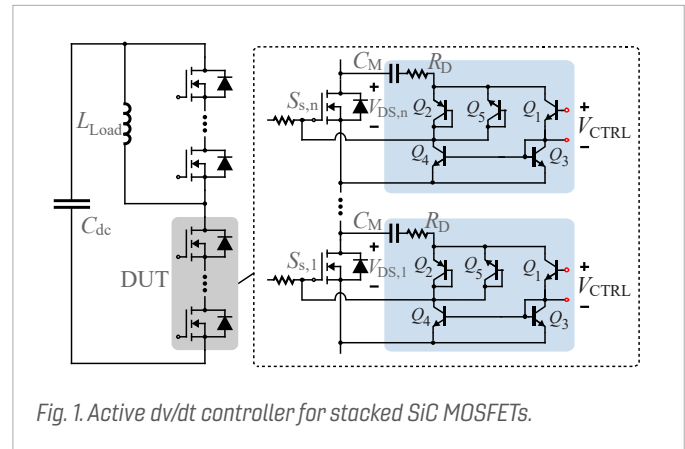 C_M R_D
S_s,n
+
V_DS,n
−
Q_2 Q_5 Q_1
+
V_CTRL
−
Q_4 Q_3
L_Load
C_dc
DUT
C_M R_D
S_s,1
+
V_DS,1
−
Q_2 Q_5 Q_1
+
V_CTRL
−
Q_4 Q_3
Fig. 1. Active dv/dt controller for stacked SiC MOSFETs.